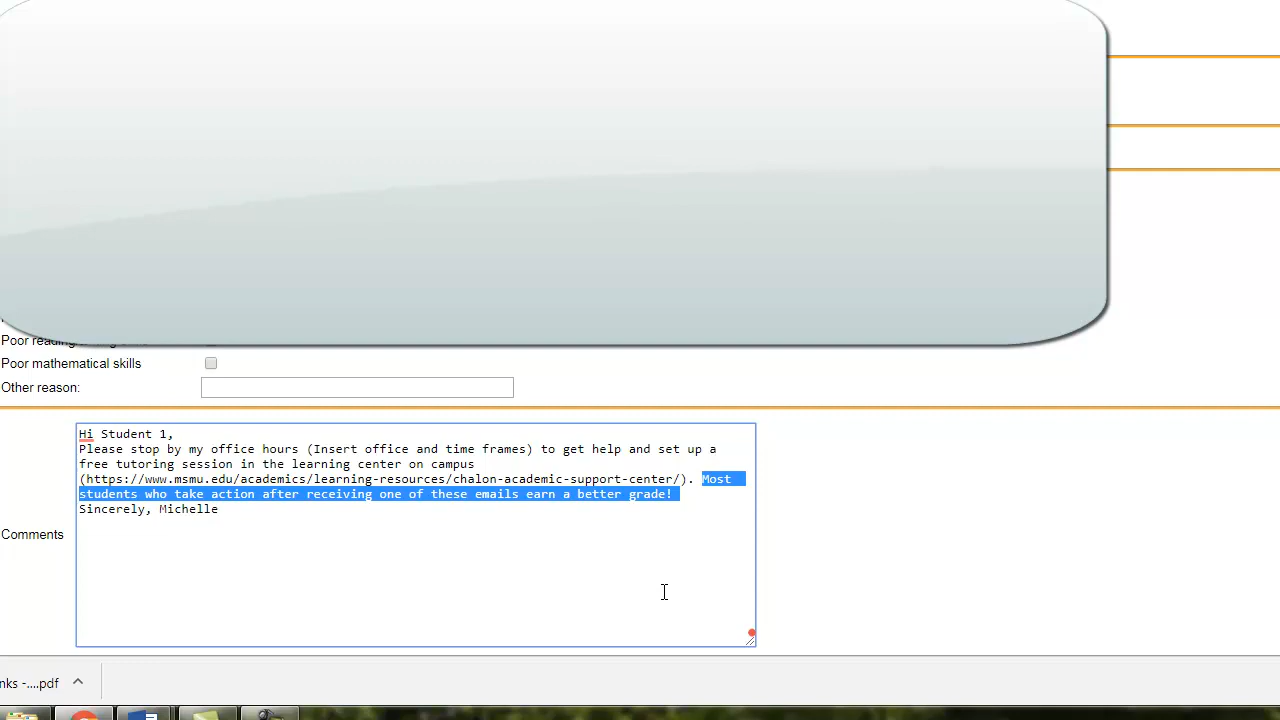 Poor mathematical skills
Other reason:
Hi Student 1,
Please stop by my office hours (Insert office and time frames) to get help and set up a
free tutoring session in the learning center on campus
(https://www.msmu.edu/academics/learning-resources/chalon-academic-support-center/). Most
students who take action after receiving one of these emails earn a better grade!
Sincerely, Michelle
Comments
nks -....pdf